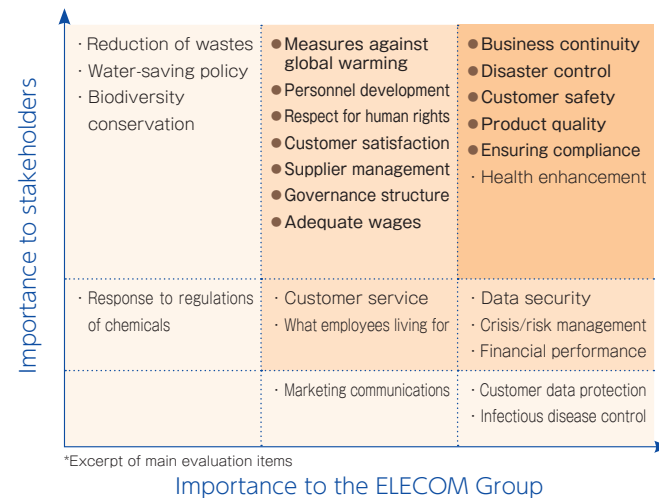 Importance to stakeholders
· Reduction of wastes
· Water-saving policy
· Biodiversity
conservation
● Measures against
global warming
● Personnel development
● Respect for human rights
● Customer satisfaction
● Supplier management
● Governance structure
● Adequate wages
● Business continuity
● Disaster control
● Customer safety
● Product quality
● Ensuring compliance
· Health enhancement
· Response to regulations
of chemicals
· Customer service
· What employees living for
· Data security
· Crisis/risk management
· Financial performance
· Marketing communications
· Customer data protection
· Infectious disease control
*Excerpt of main evaluation items
Importance to the ELECOM Group